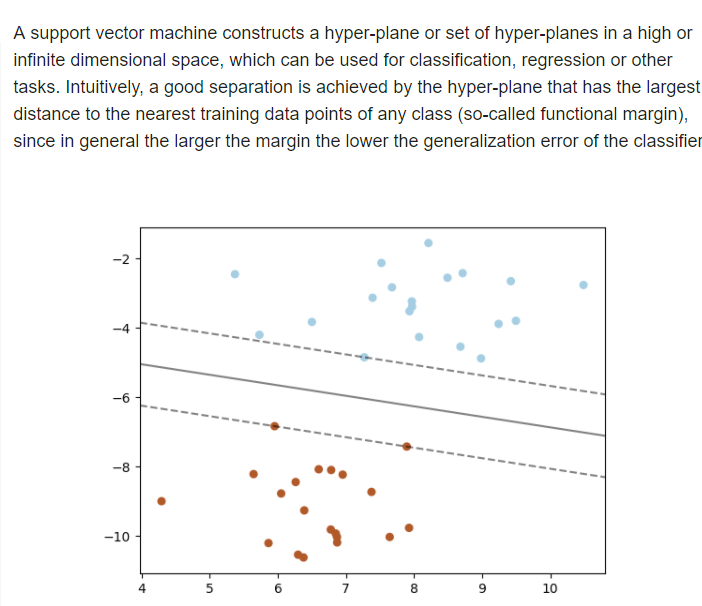 A support vector machine constructs a hyper-plane or set of hyper-planes in a high or
infinite dimensional space, which can be used for classification, regression or other
tasks. Intuitively, a good separation is achieved by the hyper-plane that has the largest
distance to the nearest training data points of any class (so-called functional margin),
since in general the larger the margin the lower the generalization error of the classifier
−2
−4
−6
−8
−10
4 5 6 7 8 9 10